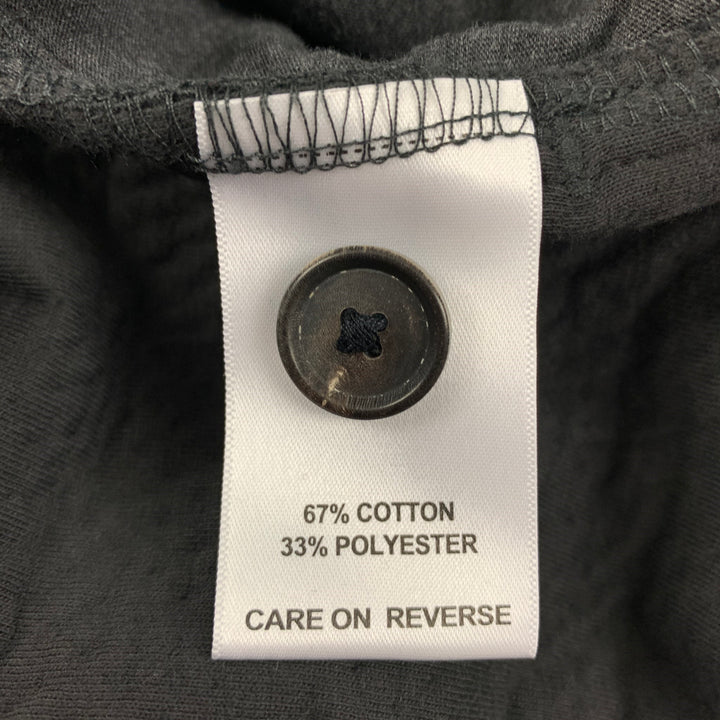 67% COTTON
33% POLYESTER
CARE ON REVERSE